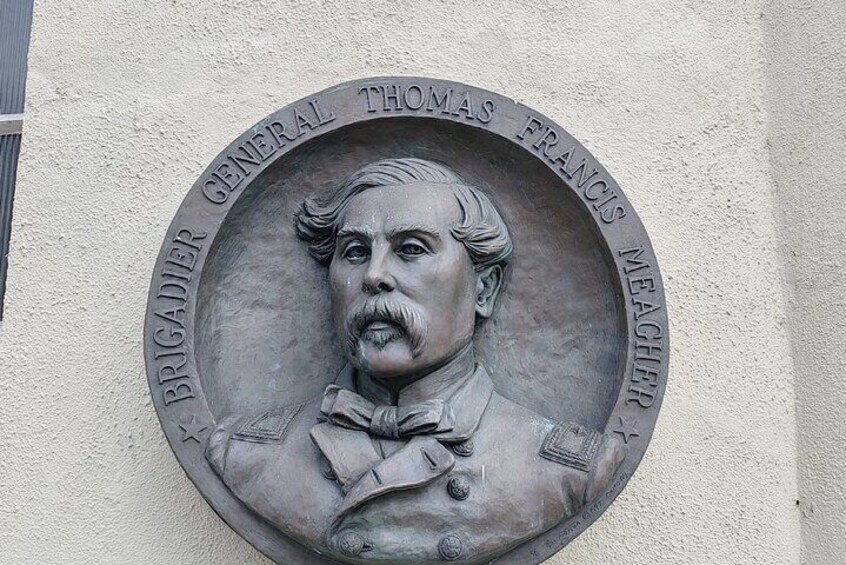 BRIGADIER GENERAL THOMAS FRANCIS MEAGHER